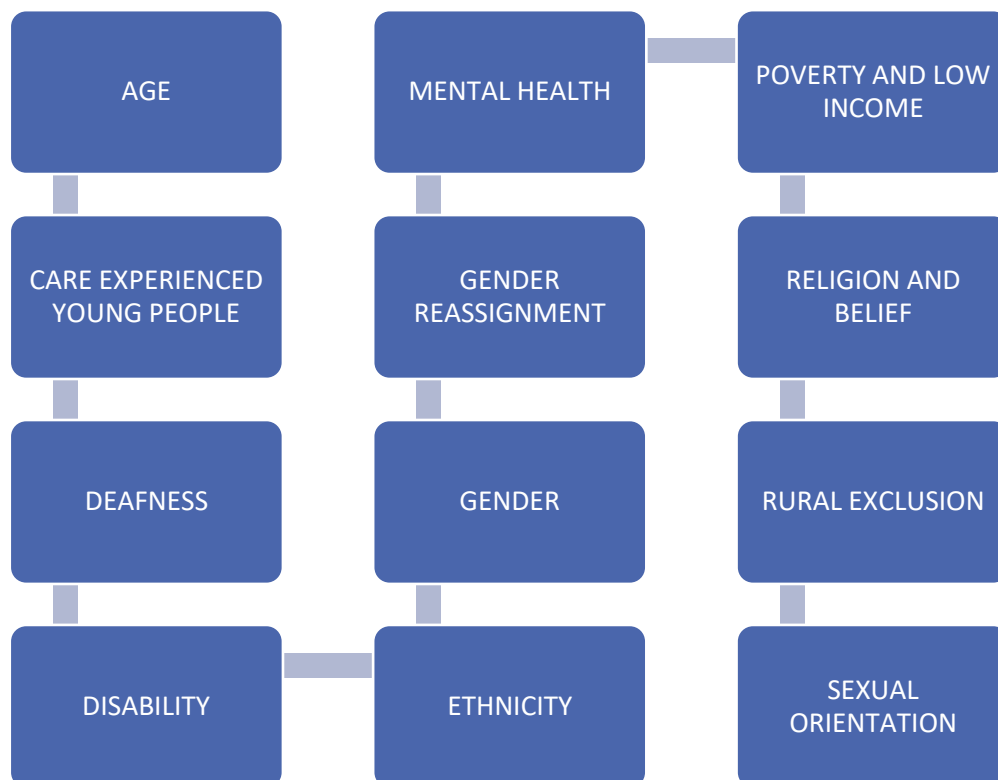 AGE
CARE EXPERIENCED
YOUNG PEOPLE
DEAFNESS
DISABILITY
ETHNICITY
GENDER
GENDER
REASSIGNMENT
MENTAL HEALTH
POVERTY AND LOW
INCOME
RELIGION AND
BELIEF
RURAL EXCLUSION
SEXUAL
ORIENTATION